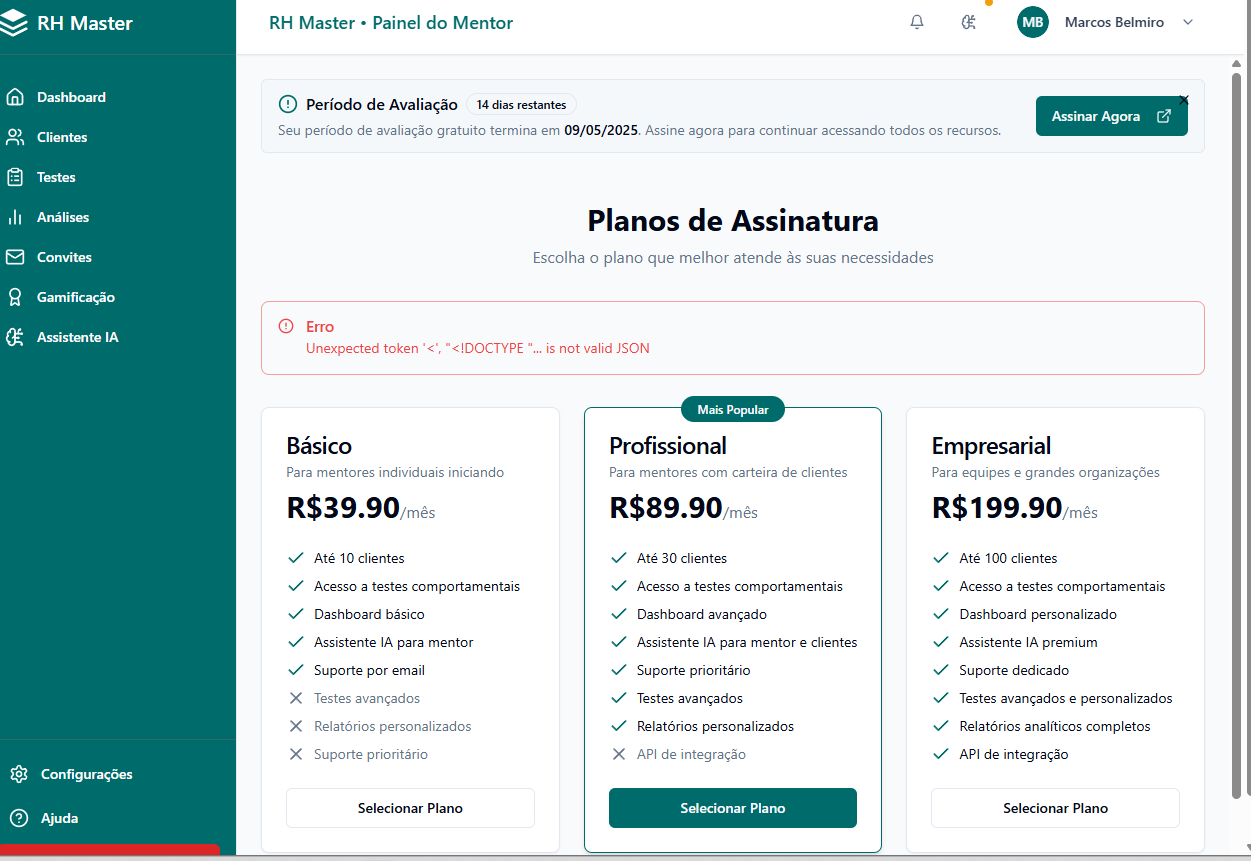 RH Master
RH Master • Painel do Mentor
MB
Marcos Belmiro
Dashboard
Clientes
Testes
Análises
Convites
Gamificação
Assistente IA
Configurações
Ajuda
Período de Avaliação
14 dias restantes
Seu período de avaliação gratuito termina em 09/05/2025. Assine agora para continuar acessando todos os recursos.
Assinar Agora
Planos de Assinatura
Escolha o plano que melhor atende às suas necessidades
Erro
Unexpected token '<', "<!DOCTYPE "... is not valid JSON
Básico
Para mentores individuais iniciando
R$39.90/mês
Até 10 clientes
Acesso a testes comportamentais
Dashboard básico
Assistente IA para mentor
Suporte por email
Testes avançados
Relatórios personalizados
Suporte prioritário
Selecionar Plano
Mais Popular
Profissional
Para mentores com carteira de clientes
R$89.90/mês
Até 30 clientes
Acesso a testes comportamentais
Dashboard avançado
Assistente IA para mentor e clientes
Suporte prioritário
Testes avançados
Relatórios personalizados
API de integração
Selecionar Plano
Empresarial
Para equipes e grandes organizações
R$199.90/mês
Até 100 clientes
Acesso a testes comportamentais
Dashboard personalizado
Assistente IA premium
Suporte dedicado
Testes avançados e personalizados
Relatórios analíticos completos
API de integração
Selecionar Plano